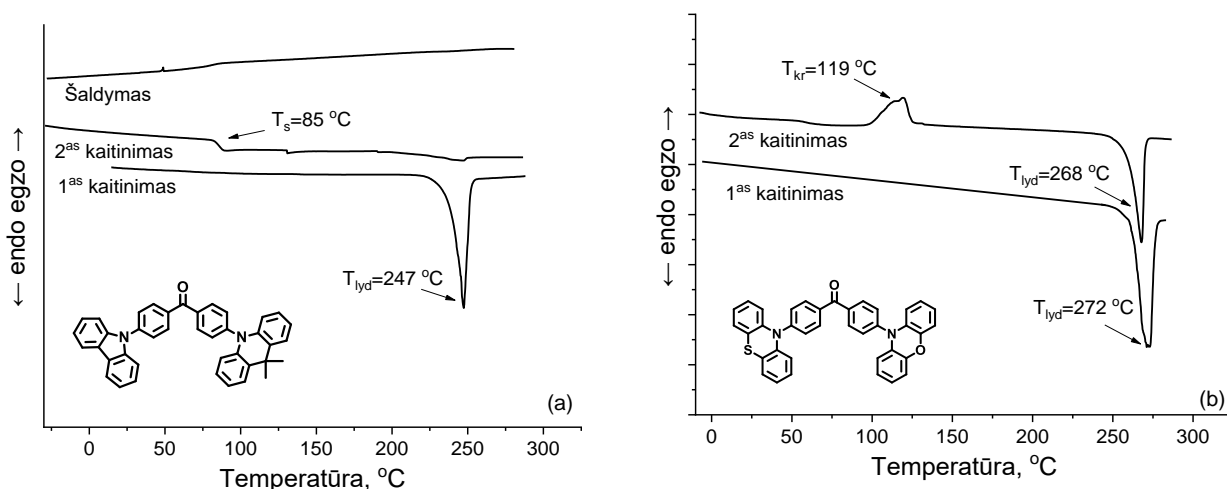 Šaldymas
T_s=85 °C
2^as kaitinimas
1^as kaitinimas
T_lyd=247 °C
← endo egzo →
O
N
N
(a)
0 50 100 150 200 250 300
Temperatūra, °C
T_kr=119 °C
2^as kaitinimas
T_lyd=268 °C
1^as kaitinimas
← endo egzo →
O
N
N
S
O
T_lyd=272 °C
(b)
0 50 100 150 200 250 300
Temperatūra, °C